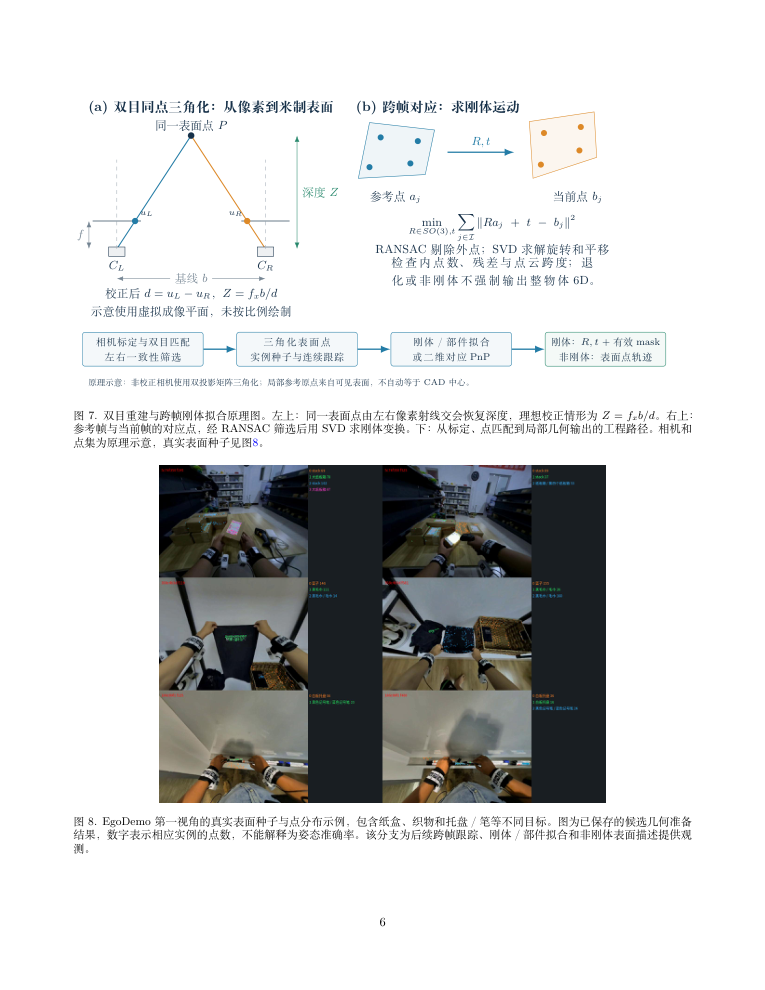 (a) 双目同点三角化：从像素到米制表面
同一表面点 P
深度 Z
u_L
u_R
f
C_L
C_R
基线 b
校正后 d = u_L − u_R，Z = f_x b/d
示意使用虚拟成像平面，未按比例绘制
(b) 跨帧对应：求刚体运动
R, t
参考点 a_j
当前点 b_j
min_{R∈SO(3),t} ∑_{j∈I} ∥Ra_j + t − b_j∥²
RANSAC 剔除外点；SVD 求解旋转和平移
检查内点数、残差与点云跨度；退
化或非刚体不强制输出整物体 6D。
相机标定与双目匹配
左右一致性筛选
三角化表面点
实例种子与连续跟踪
刚体 / 部件拟合
或二维对应 PnP
刚体：R, t + 有效 mask
非刚体：表面点轨迹
原理示意：非校正相机使用双投影矩阵三角化；局部参考原点来自可见表面，不自动等于 CAD 中心。
图 7. 双目重建与跨帧刚体拟合原理图。左上：同一表面点由左右像素射线交会恢复深度，理想校正情形为 Z = f_x b/d。右上：
参考帧与当前帧的对应点，经 RANSAC 筛选后用 SVD 求刚体变换。下：从标定、点匹配到局部几何输出的工程路径。相机和
点集为原理示意，真实表面种子见图8。
图 8. EgoDemo 第一视角的真实表面种子与点分布示例，包含纸盒、织物和托盘 / 笔等不同目标。图为已保存的候选几何准备
结果，数字表示相应实例的点数，不能解释为姿态准确率。该分支为后续跨帧跟踪、刚体 / 部件拟合和非刚体表面描述提供观
测。
6